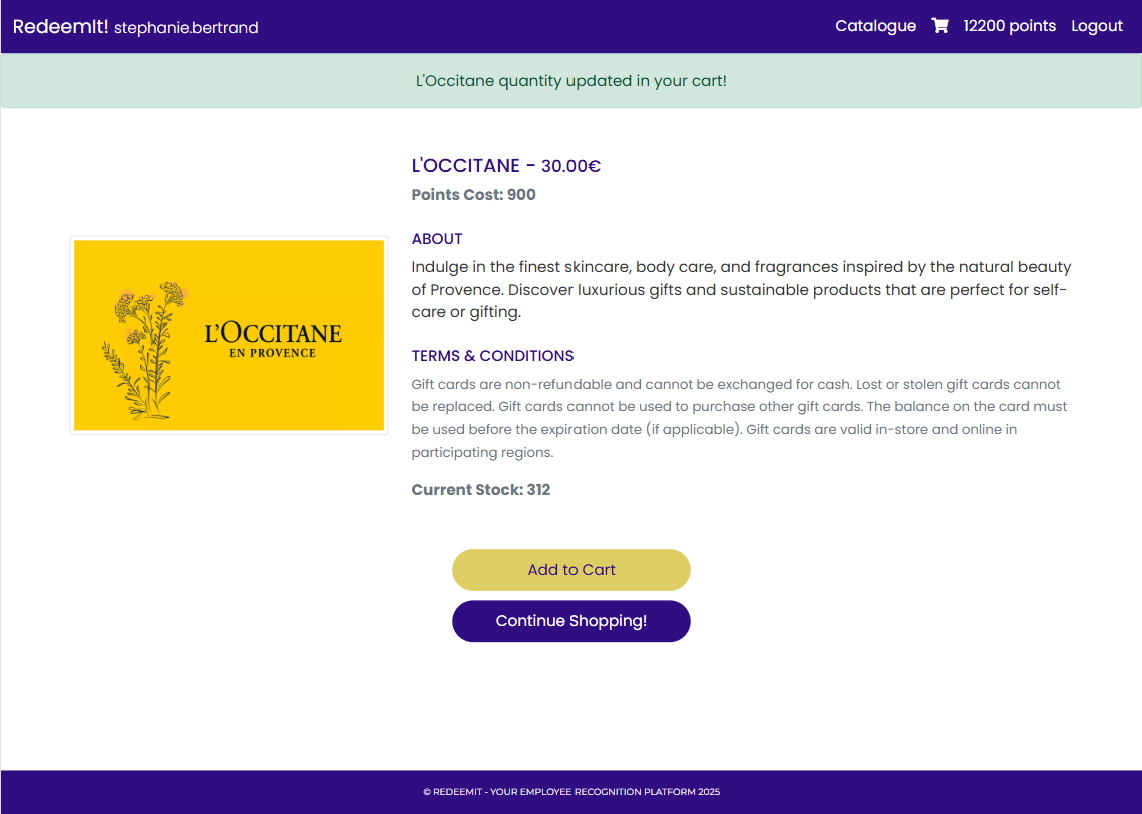 RedeemIt! stephanie.bertrand
Catalogue 12200 points Logout
L'Occitane quantity updated in your cart!
L'OCCITANE - 30.00€
Points Cost: 900
ABOUT
Indulge in the finest skincare, body care, and fragrances inspired by the natural beauty
of Provence. Discover luxurious gifts and sustainable products that are perfect for self-
care or gifting.
L'OCCITANE
EN PROVENCE
TERMS & CONDITIONS
Gift cards are non-refundable and cannot be exchanged for cash. Lost or stolen gift cards cannot
be replaced. Gift cards cannot be used to purchase other gift cards. The balance on the card must
be used before the expiration date (if applicable). Gift cards are valid in-store and online in
participating regions.
Current Stock: 312
Add to Cart
Continue Shopping!
© REDEEMIT - YOUR EMPLOYEE RECOGNITION PLATFORM 2025